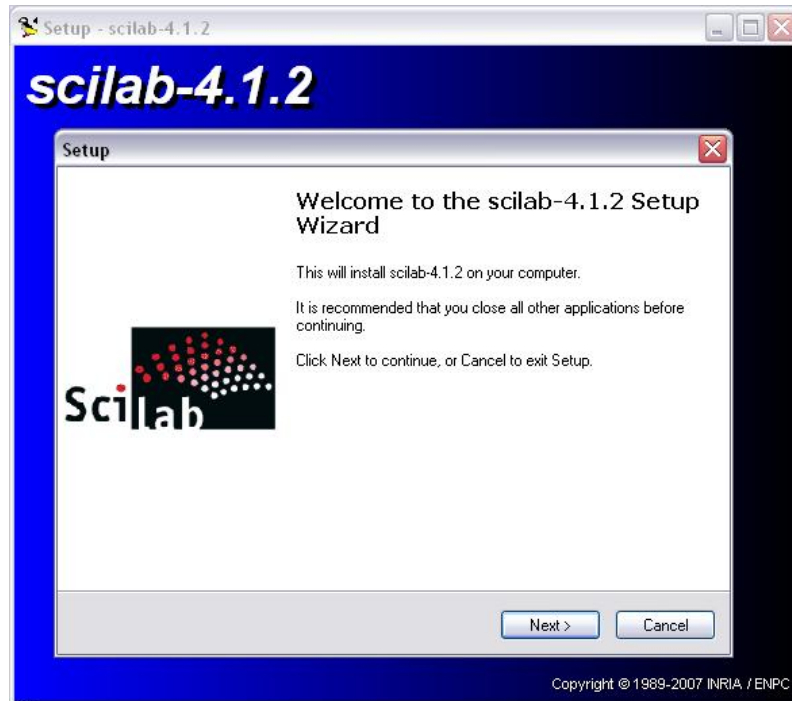 Setup - scilab-4.1.2
scilab-4.1.2
Setup
Welcome to the scilab-4.1.2 Setup
Wizard
This will install scilab-4.1.2 on your computer.
It is recommended that you close all other applications before
continuing.
Click Next to continue, or Cancel to exit Setup.
Scilab
Next >
Cancel
Copyright © 1989-2007 INRIA / ENPC